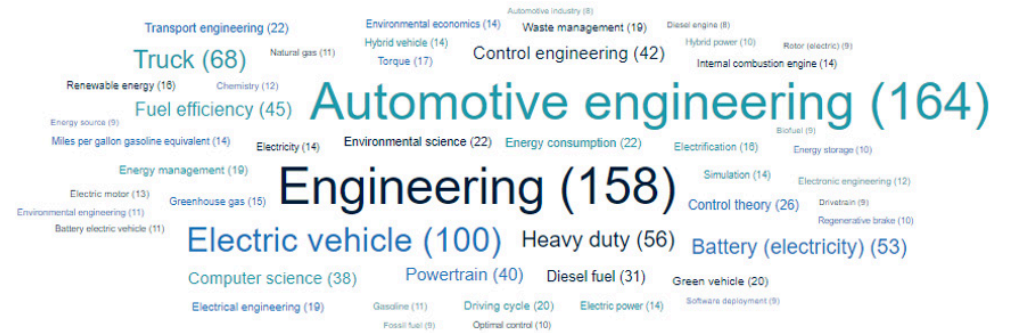 Automotive industry (8)
Transport engineering (22) Environmental economics (14) Waste management (19) Diesel engine (8)
Truck (68) Natural gas (11) Hybrid vehicle (14) Control engineering (42) Hybrid power (10) Rotor (electric) (9)
Torque (17) Internal combustion engine (14)
Renewable energy (16) Chemistry (12)
Fuel efficiency (45) Automotive engineering (164)
Energy source (9)
Biofuel (9)
Miles per gallon gasoline equivalent (14) Electricity (14) Environmental science (22) Energy consumption (22) Electrification (16) Energy storage (10)
Energy management (19) Engineering (158) Simulation (14) Electronic engineering (12)
Electric motor (13) Greenhouse gas (15) Control theory (26) Drivetrain (9)
Environmental engineering (11) Regenerative brake (10)
Battery electric vehicle (11)
Electric vehicle (100) Heavy duty (56) Battery (electricity) (53)
Computer science (38) Powertrain (40) Diesel fuel (31) Green vehicle (20)
Electrical engineering (19) Gasoline (11) Driving cycle (20) Electric power (14) Software deployment (9)
Fossil fuel (9) Optimal control (10)